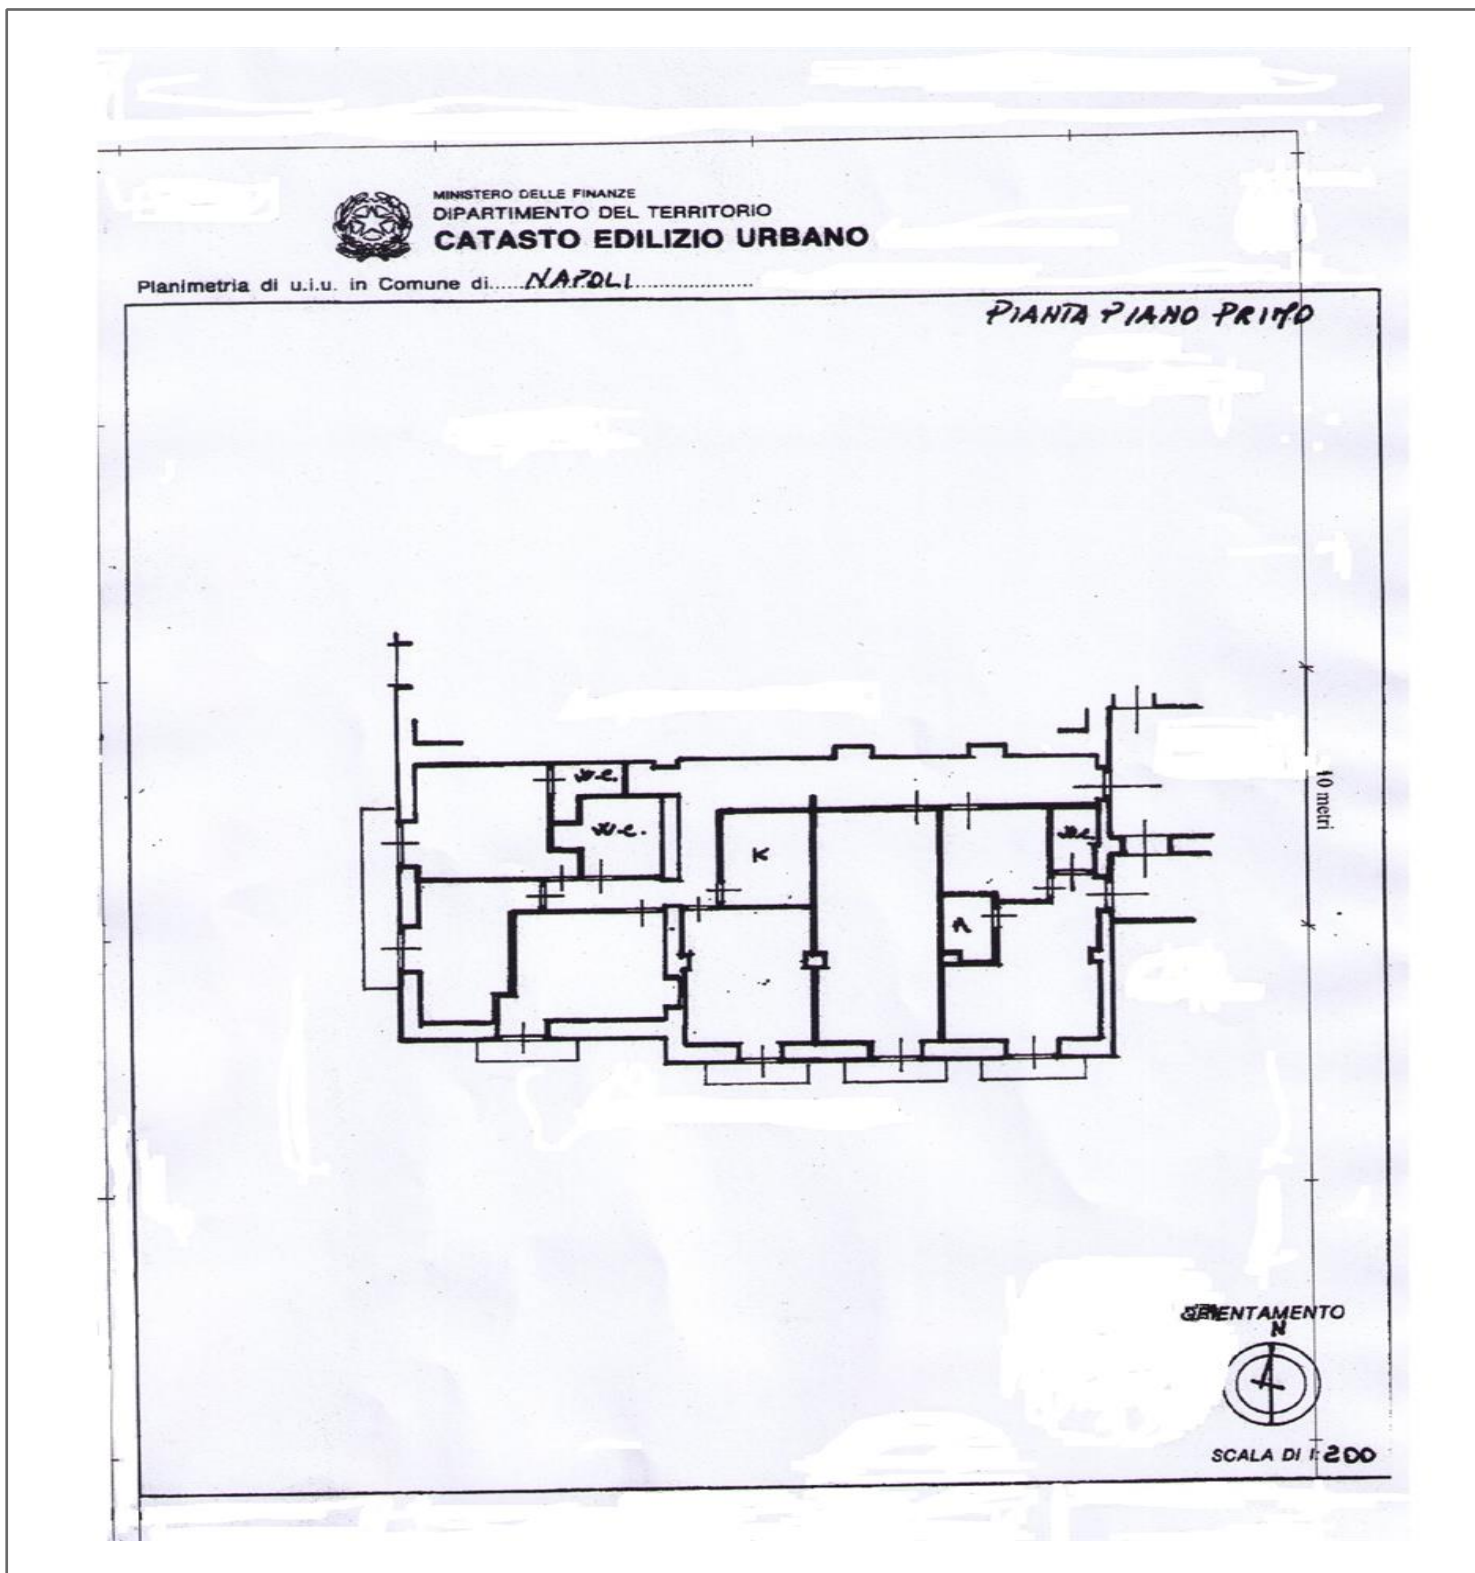 MINISTERO DELLE FINANZE
DIPARTIMENTO DEL TERRITORIO
CATASTO EDILIZIO URBANO
Planimetria di u.i.u. in Comune di......NAPOLI....................
PIANTA PIANO PRIMO
10 metri
w.c.
w.c.
w.c.
K
ORIENTAMENTO
N
SCALA DI 1:200